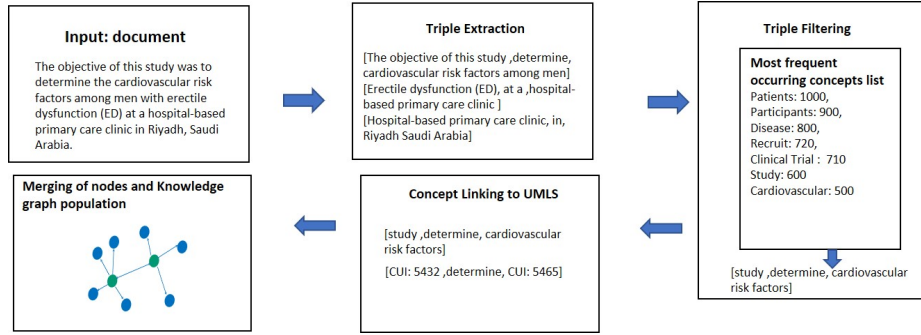 Input: document
The objective of this study was to
determine the cardiovascular risk
factors among men with erectile
dysfunction (ED) at a hospital-based
primary care clinic in Riyadh, Saudi
Arabia.
Triple Extraction
[The objective of this study ,determine,
cardiovascular risk factors among men]
[Erectile dysfunction (ED), at a ,hospital-
based primary care clinic ]
[Hospital-based primary care clinic, in,
Riyadh Saudi Arabia]
Triple Filtering
Most frequent
occurring concepts list
Patients: 1000,
Participants: 900,
Disease: 800,
Recruit: 720,
Clinical Trial : 710
Study: 600
Cardiovascular: 500
[study ,determine, cardiovascular
risk factors]
Concept Linking to UMLS
[study ,determine, cardiovascular
risk factors]
[CUI: 5432 ,determine, CUI: 5465]
Merging of nodes and Knowledge
graph population